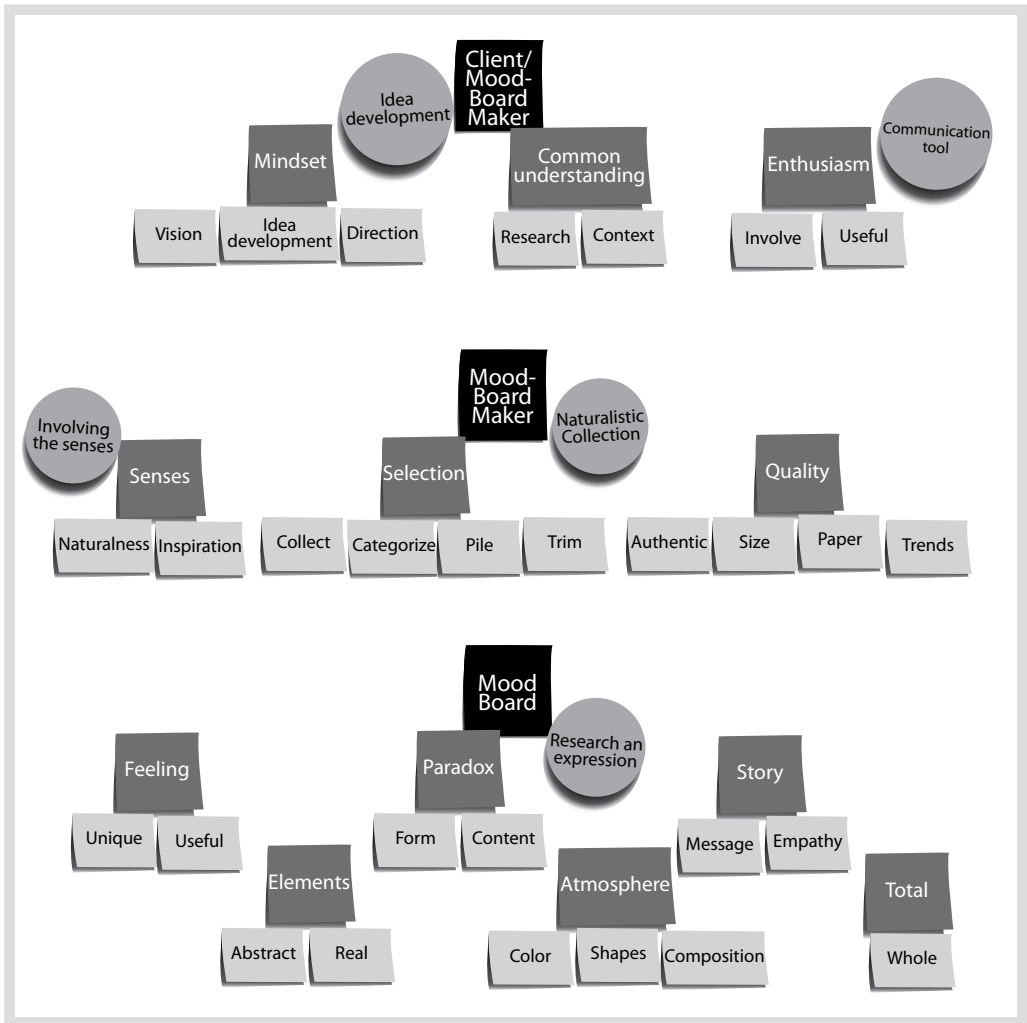 Client/
Mood-
Board
Maker
Idea
development
Communication
tool
Mindset
Common
understanding
Enthusiasm
Vision
Idea
development
Direction
Research
Context
Involve
Useful
Mood-
Board
Maker
Involving
the senses
Naturalistic
Collection
Senses
Selection
Quality
Naturalness
Inspiration
Collect
Categorize
Pile
Trim
Authentic
Size
Paper
Trends
Mood
Board
Research an
expression
Feeling
Paradox
Story
Unique
Useful
Form
Content
Message
Empathy
Elements
Atmosphere
Total
Abstract
Real
Color
Shapes
Composition
Whole